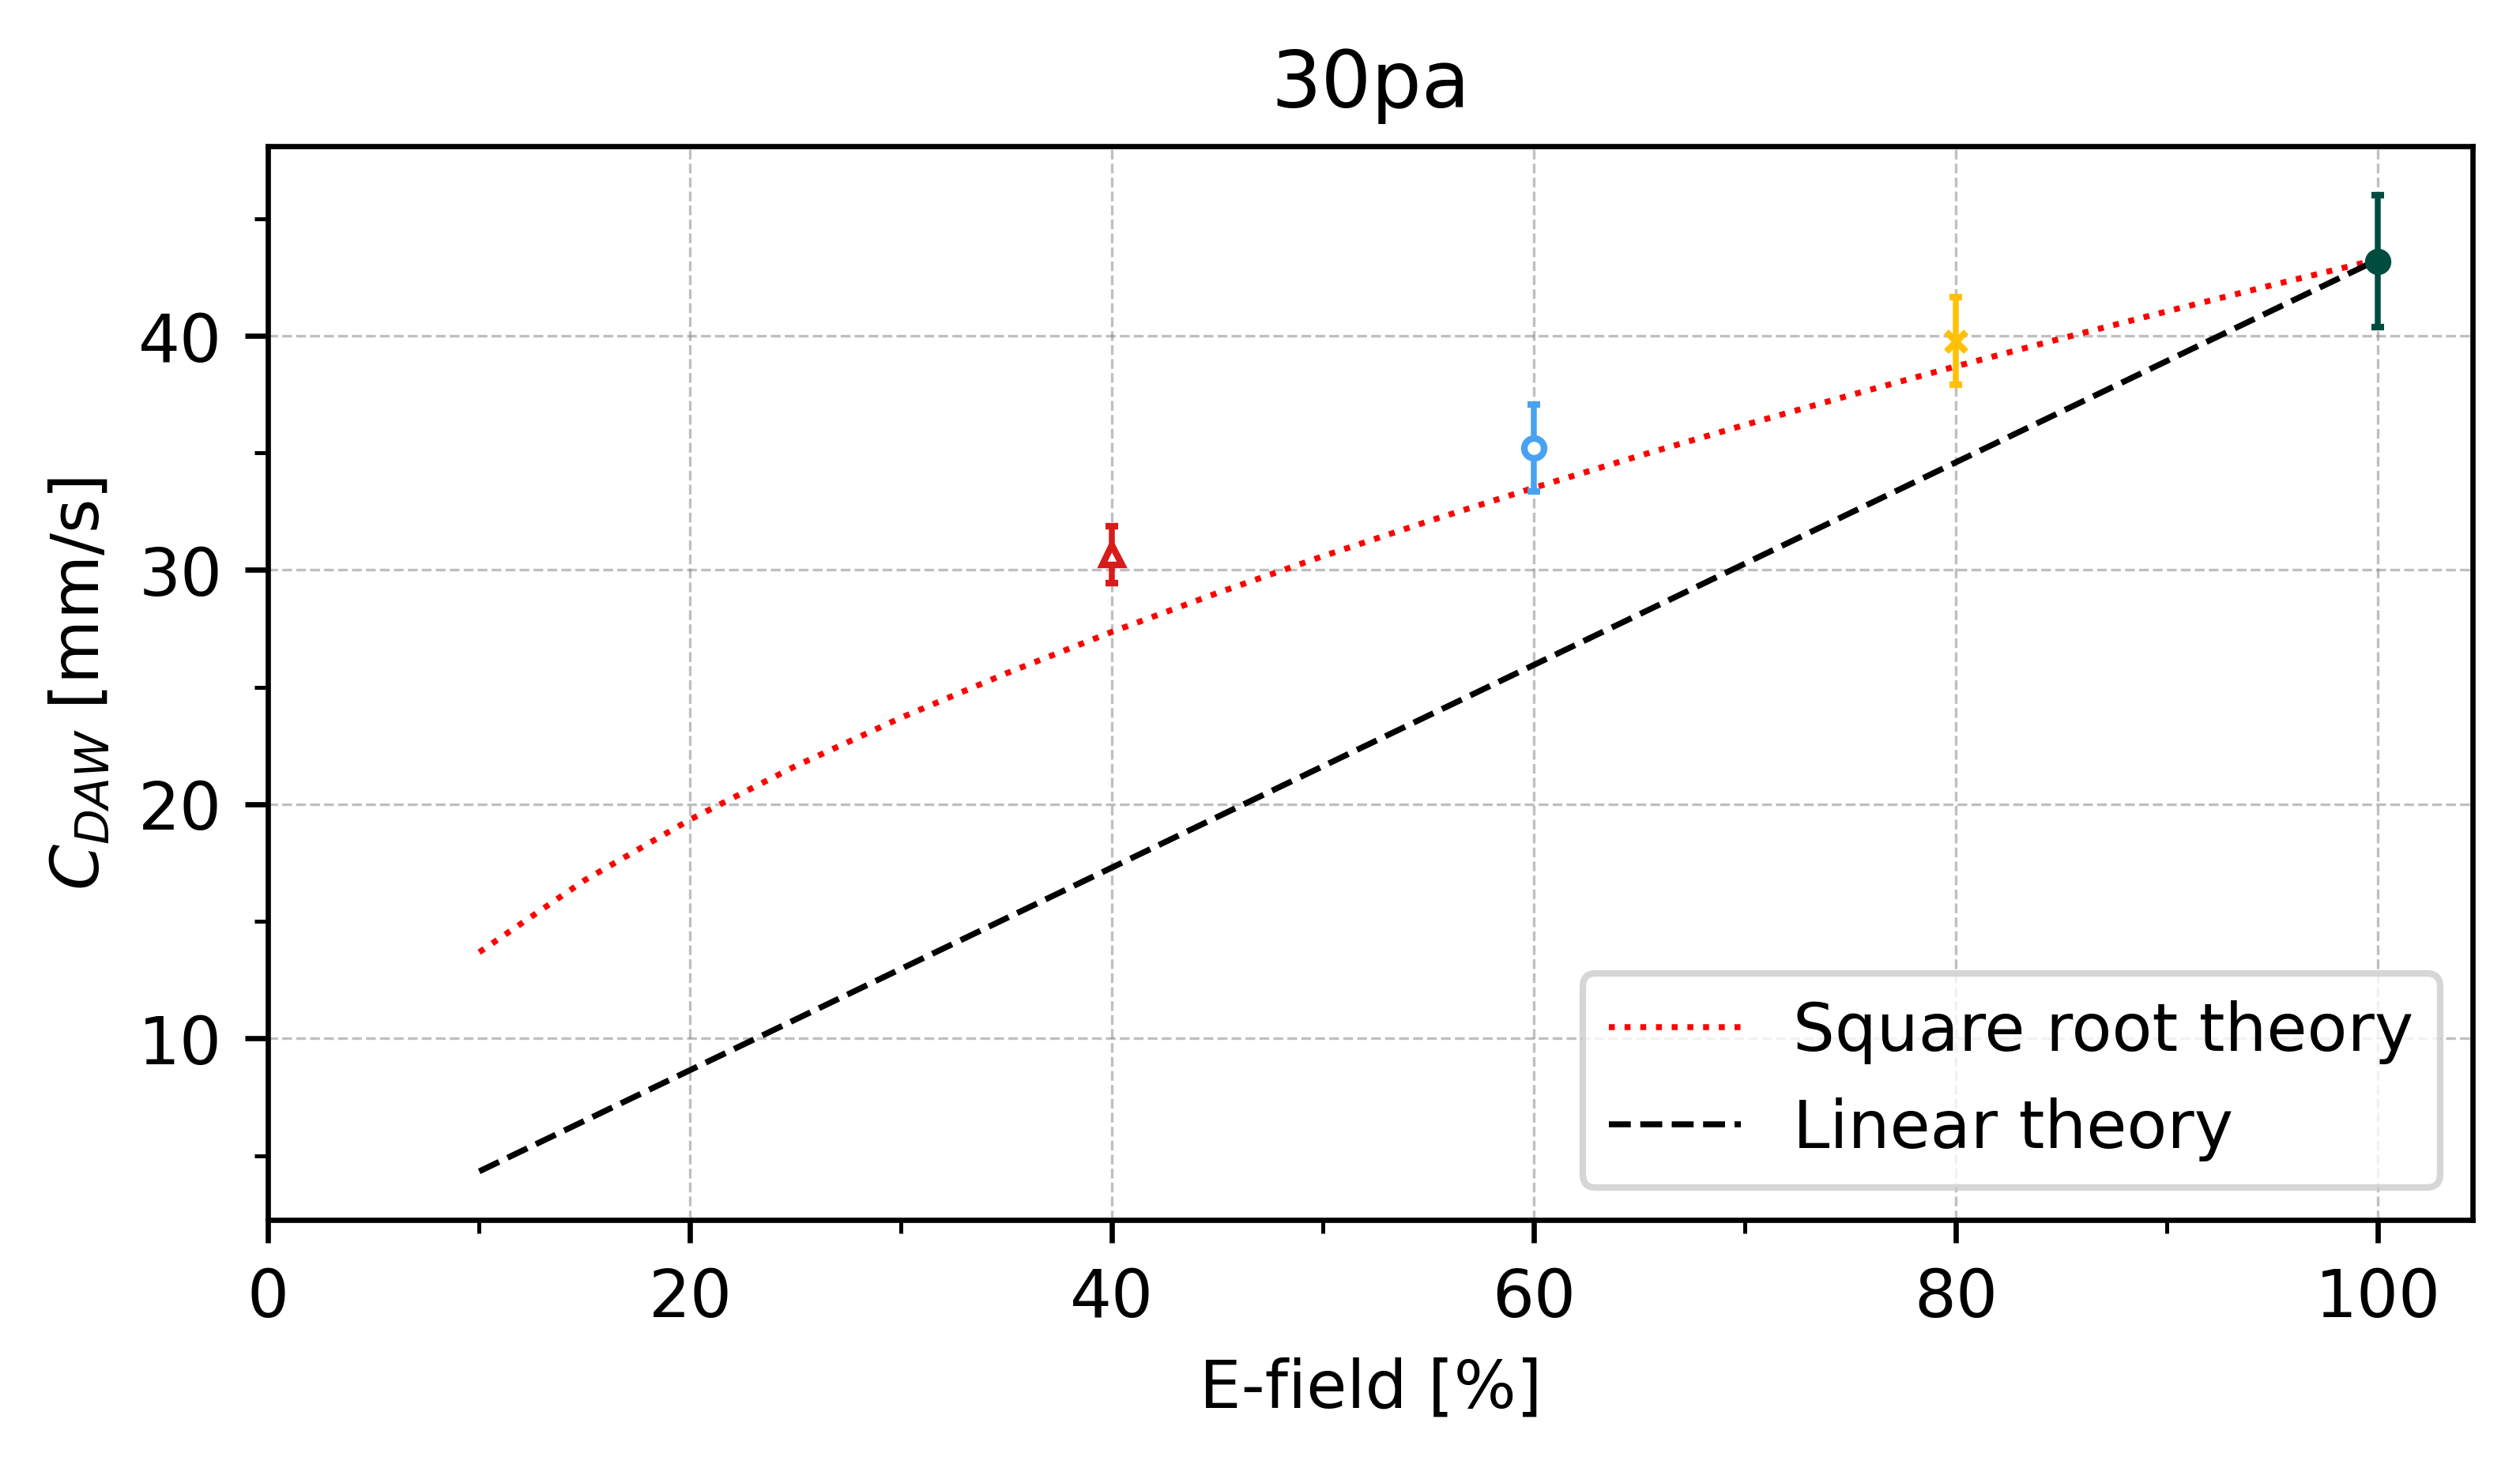 30pa
C_DAW [mm/s]
40
30
20
10
Square root theory
Linear theory
0 20 40 60 80 100
E-field [%]